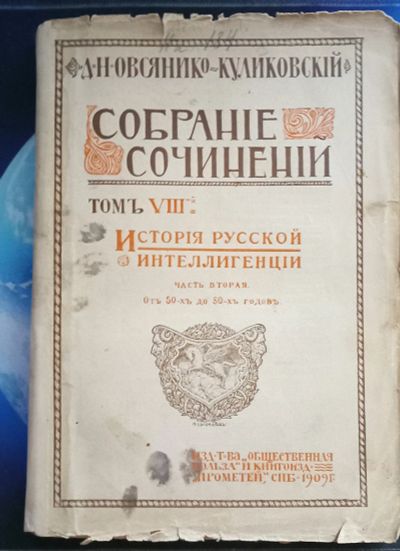 Д·Н·ОВСЯНИКО-КУЛИКОВСКІЙ
СОБРАНІЕ
СОЧИНЕНІЙ
ТОМЪ VIII-й:
ИСТОРІЯ РУССКОЙ
ИНТЕЛЛИГЕНЦІИ
ЧАСТЬ ВТОРАЯ.
ОТЪ 50-ХЪ ДО 80-ХЪ ГОДОВЪ.
ИЗД·Т·ВА „ОБЩЕСТВЕННАЯ
ПОЛЬЗА“ И КНИГОИЗД.
„ПРОМЕТЕЙ“, СПБ·1909Г·